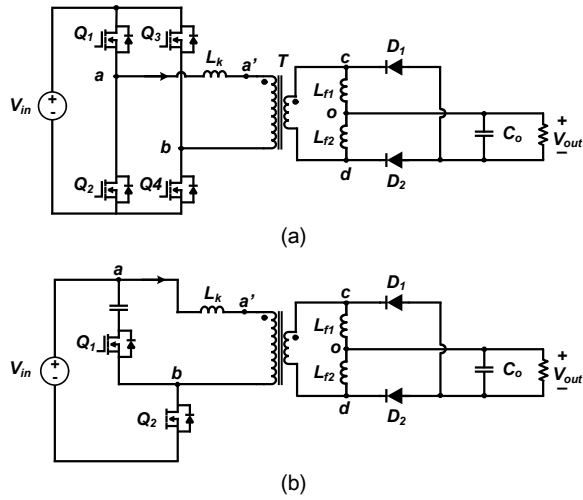 Q1 Q3 Lk a' T c D1
a Lf1
Vin o + Co Vout −
b Lf2
Q2 Q4 d D2
(a)
a Lk a' c D1
Q1 Lf1
Vin b o + Co Vout −
Lf2
Q2 d D2
(b)